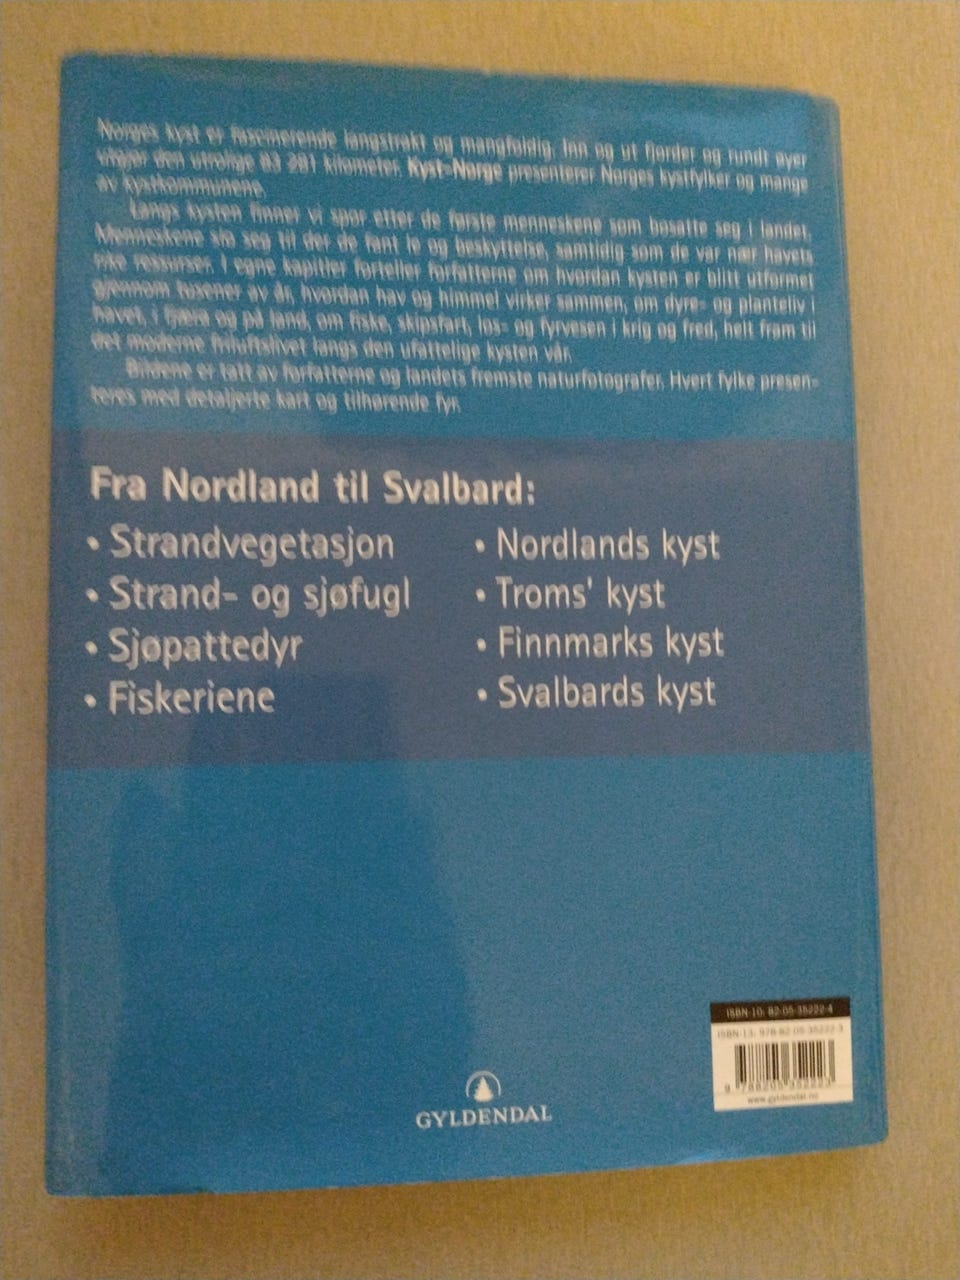 Norges kyst er fascinerende langstrakt og mangfoldig. Inn og ut fjorder og rundt øyer
utgjør den utrolige 83 281 kilometer. Kyst-Norge presenterer Norges kystfylker og mange
av kystkommunene.
Langs kysten finner vi spor etter de første menneskene som bosatte seg i landet.
Menneskene slo seg til der de fant le og beskyttelse, samtidig som de var nær havets
rike ressurser. I egne kapitler forteller forfatterne om hvordan kysten er blitt utformet
gjennom tusener av år, hvordan hav og himmel virker sammen, om dyre- og planteliv i
havet, i fjæra og på land, om fiske, skipsfart, los- og fyrvesen i krig og fred, helt fram til
det moderne friluftslivet langs den ufattelige kysten vår.
Bildene er tatt av forfatterne og landets fremste naturfotografer. Hvert fylke presen-
teres med detaljerte kart og tilhørende fyr.
Fra Nordland til Svalbard:
• Strandvegetasjon
• Strand- og sjøfugl
• Sjøpattedyr
• Fiskeriene
• Nordlands kyst
• Troms' kyst
• Finnmarks kyst
• Svalbards kyst
ISBN-10: 82-05-35222-4
ISBN-13: 978-82-05-35222-3
9 788205 352223
www.gyldendal.no
GYLDENDAL